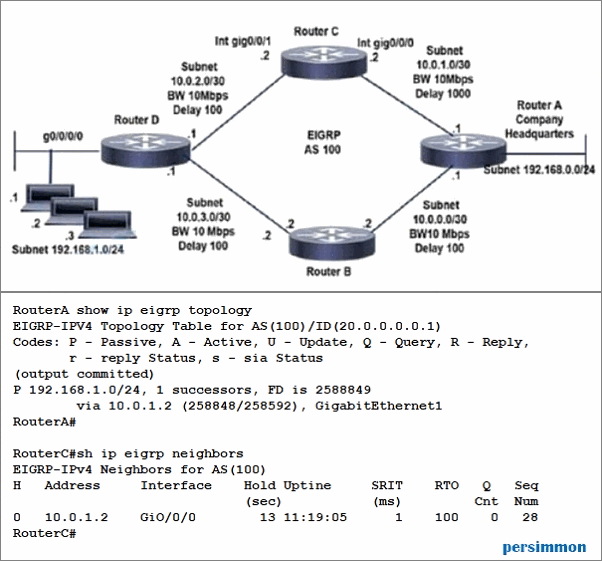 Router C
Int gig0/0/1
Int gig0/0/0
.2
.2
Subnet
10.0.2.0/30
BW 10Mbps
Delay 100
Subnet
10.0.1.0/30
BW 10Mbps
Delay 1000
Router D
g0/0/0/0
EIGRP
AS 100
Router A
Company
Headquarters
.1
.1
.1
.1
Subnet 192.168.0.0/24
.1
.2
.3
Subnet 192.168.1.0/24
Subnet
10.0.3.0/30
BW 10 Mbps
Delay 100
.2
.2
.2
Router B
Subnet
10.0.0.0/30
BW10 Mbps
Delay 100
RouterA show ip eigrp topology
EIGRP-IPV4 Topology Table for AS(100)/ID(20.0.0.0.0.1)
Codes: P - Passive, A - Active, U - Update, Q - Query, R - Reply,
r - reply Status, s - sia Status
(output committed)
P 192.168.1.0/24, 1 successors, FD is 2588849
via 10.0.1.2 (258848/258592), GigabitEthernet1
RouterA#
RouterC#sh ip eigrp neighbors
EIGRP-IPv4 Neighbors for AS(100)
H Address Interface Hold Uptine SRIT RTO Q Seq
(sec) (ms) Cnt Num
0 10.0.1.2 GiO/0/0 13 11:19:05 1 100 0 28
RouterC#
persimmon